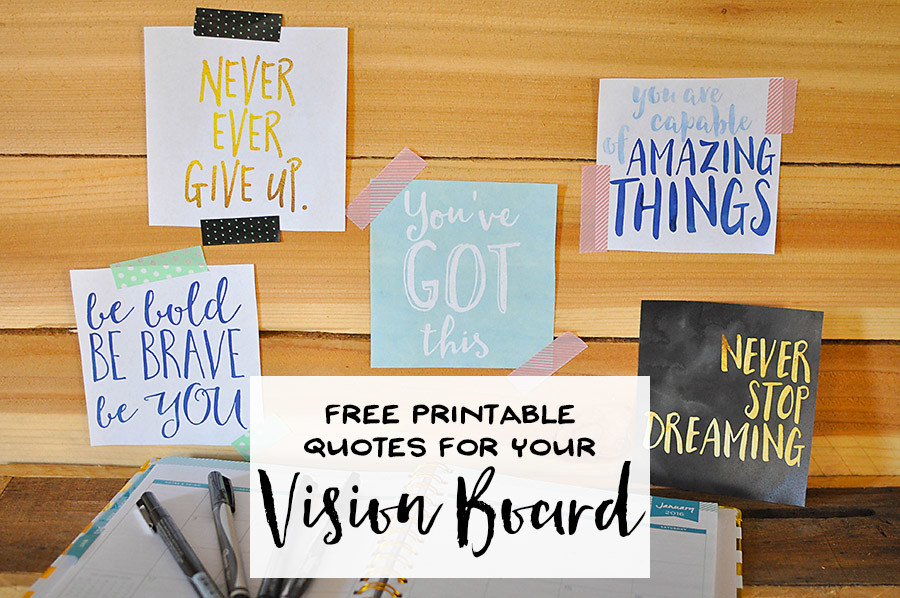 NEVER
EVER
GIVE UP.
you are
capable
of AMAZING
THINGS
You've
GOT
this
be bold
BE BRAVE
be YOU
NEVER
STOP
DREAMING
FREE PRINTABLE
QUOTES FOR YOUR
Vision Board
January
2016